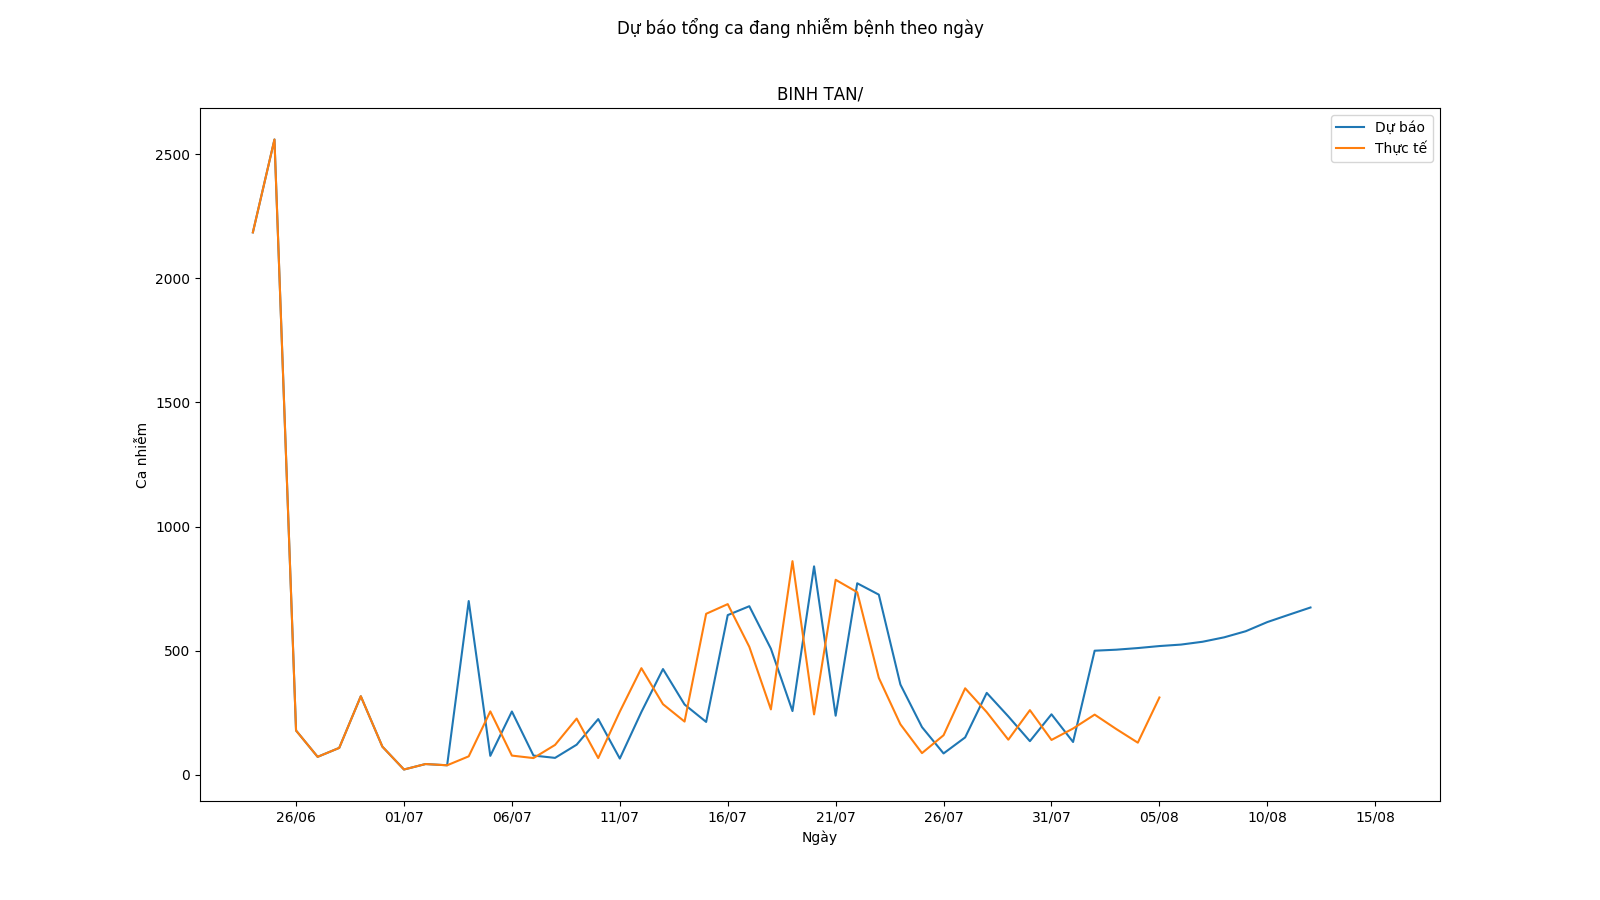 Dự báo tổng ca đang nhiễm bệnh theo ngày
BINH TAN/
Dự báo
Thực tế
2500
2000
1500
1000
500
0
Ca nhiễm
26/06 01/07 06/07 11/07 16/07 21/07 26/07 31/07 05/08 10/08 15/08
Ngày